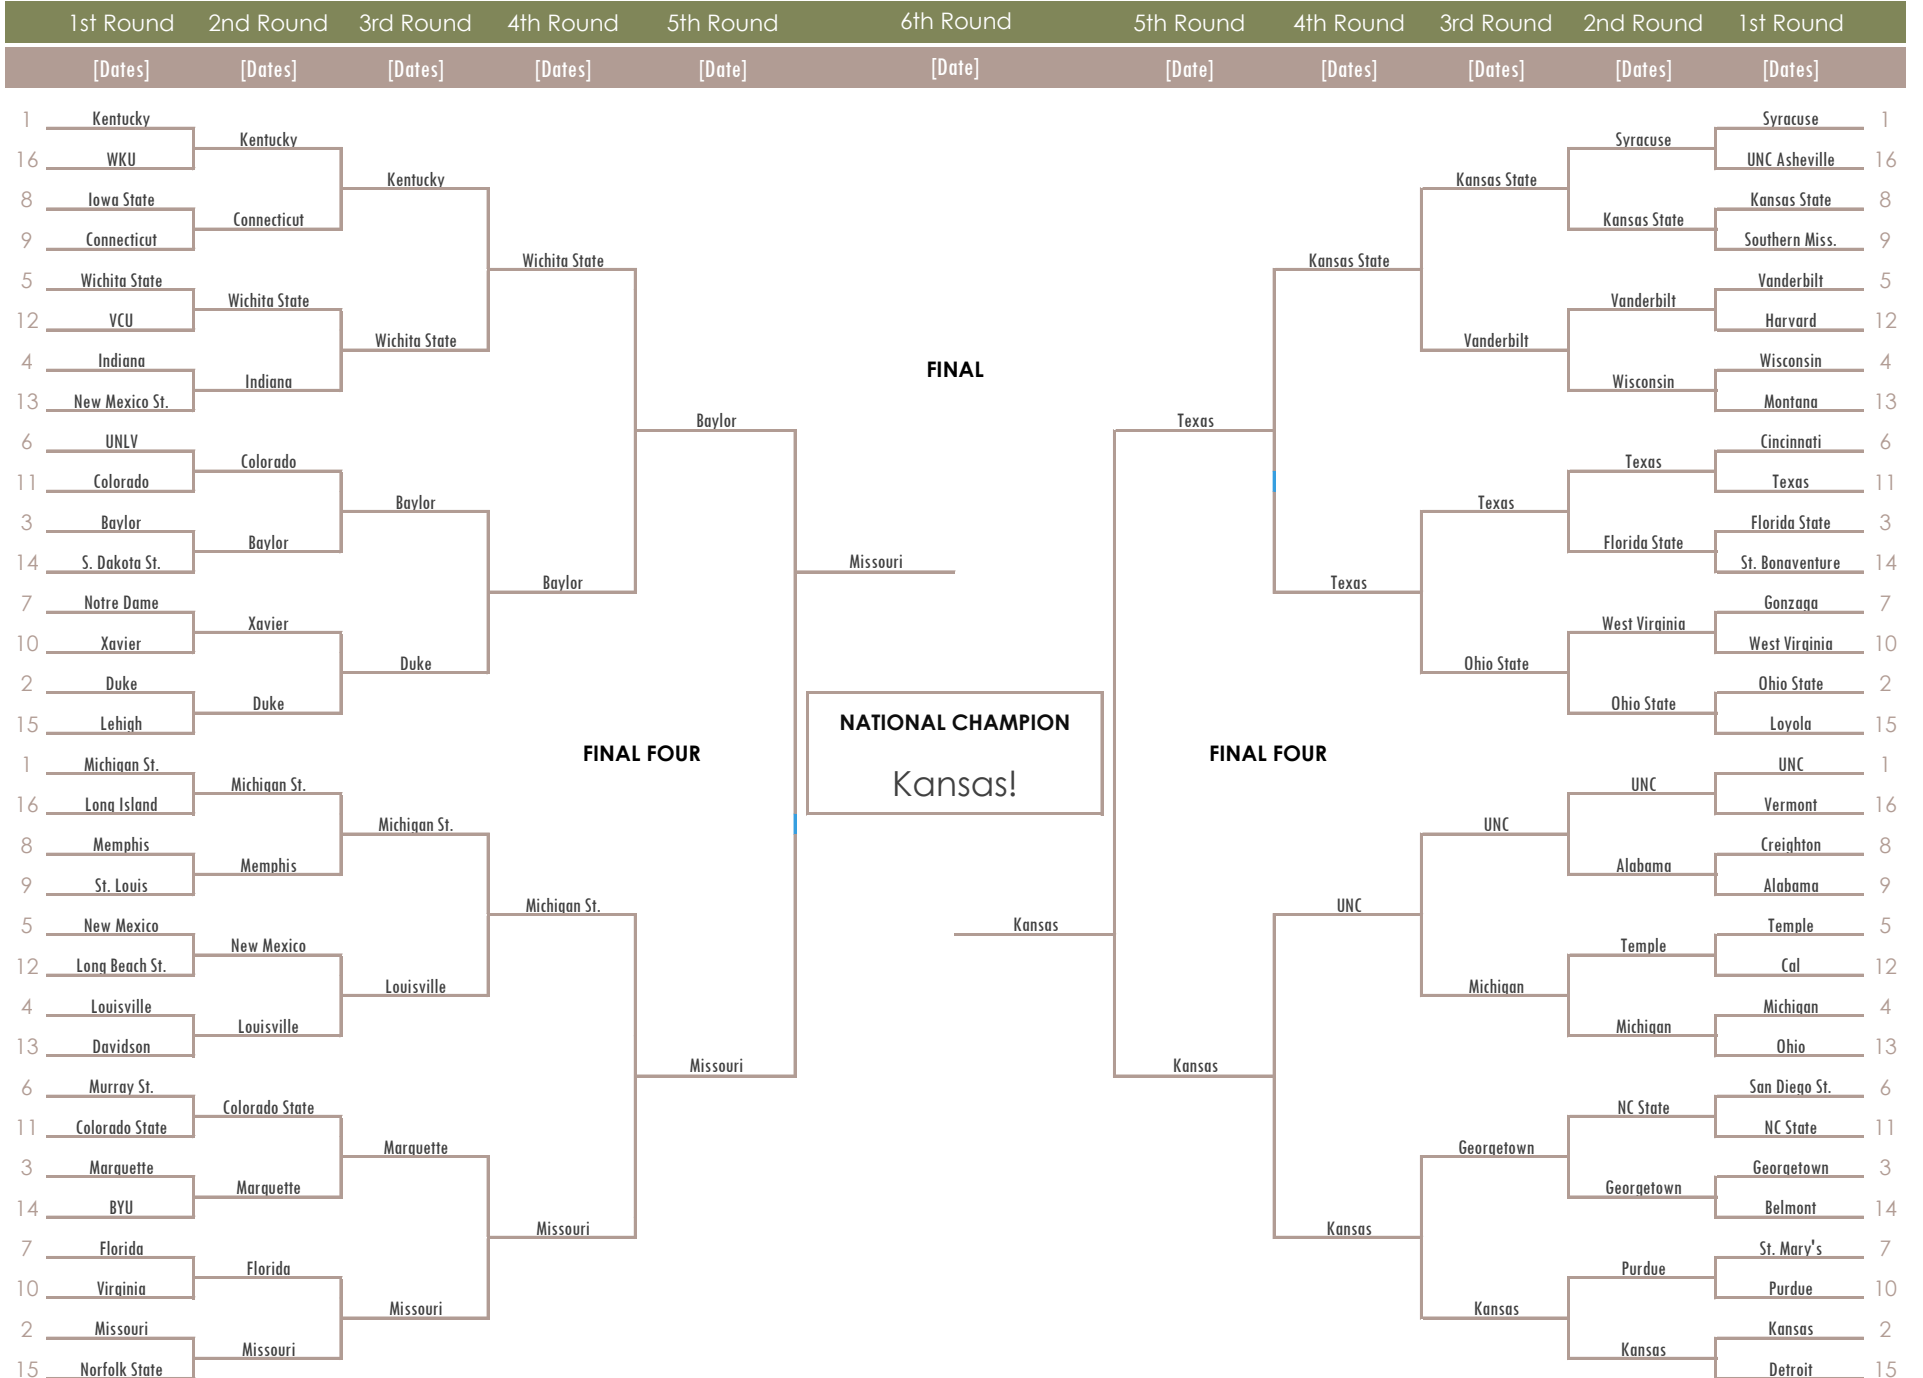 1st Round 2nd Round 3rd Round 4th Round 5th Round 6th Round 5th Round 4th Round 3rd Round 2nd Round 1st Round
[Dates] [Dates] [Dates] [Dates] [Date] [Date] [Date] [Dates] [Dates] [Dates] [Dates]
1 Kentucky Syracuse 1
Kentucky Syracuse
16 WKU UNC Asheville 16
Kentucky Kansas State
8 Iowa State Kansas State 8
Connecticut Kansas State
9 Connecticut Southern Miss. 9
Wichita State Kansas State
5 Wichita State Vanderbilt 5
Wichita State Vanderbilt
12 VCU Harvard 12
Wichita State Vanderbilt
4 Indiana Wisconsin 4
FINAL
Indiana Wisconsin
13 New Mexico St. Montana 13
Baylor Texas
6 UNLV Cincinnati 6
Colorado Texas
11 Colorado Texas 11
Baylor Texas
3 Baylor Florida State 3
Baylor Florida State
14 S. Dakota St. Missouri St. Bonaventure 14
Baylor Texas
7 Notre Dame Gonzaga 7
Xavier West Virginia
10 Xavier West Virginia 10
Duke Ohio State
2 Duke Ohio State 2
Duke Ohio State
15 Lehigh NATIONAL CHAMPION Loyola 15
FINAL FOUR FINAL FOUR
1 Michigan St. UNC 1
Michigan St. Kansas! UNC
16 Long Island Vermont 16
Michigan St. UNC
8 Memphis Creighton 8
Memphis Alabama
9 St. Louis Alabama 9
Michigan St. UNC
5 New Mexico Kansas Temple 5
New Mexico Temple
12 Long Beach St. Cal 12
Louisville Michigan
4 Louisville Michigan 4
Louisville Michigan
13 Davidson Ohio 13
Missouri Kansas
6 Murray St. San Diego St. 6
Colorado State NC State
11 Colorado State NC State 11
Marquette Georgetown
3 Marquette Georgetown 3
Marquette Georgetown
14 BYU Belmont 14
Missouri Kansas
7 Florida St. Mary's 7
Florida Purdue
10 Virginia Purdue 10
Missouri Kansas
2 Missouri Kansas 2
Missouri Kansas
15 Norfolk State Detroit 15